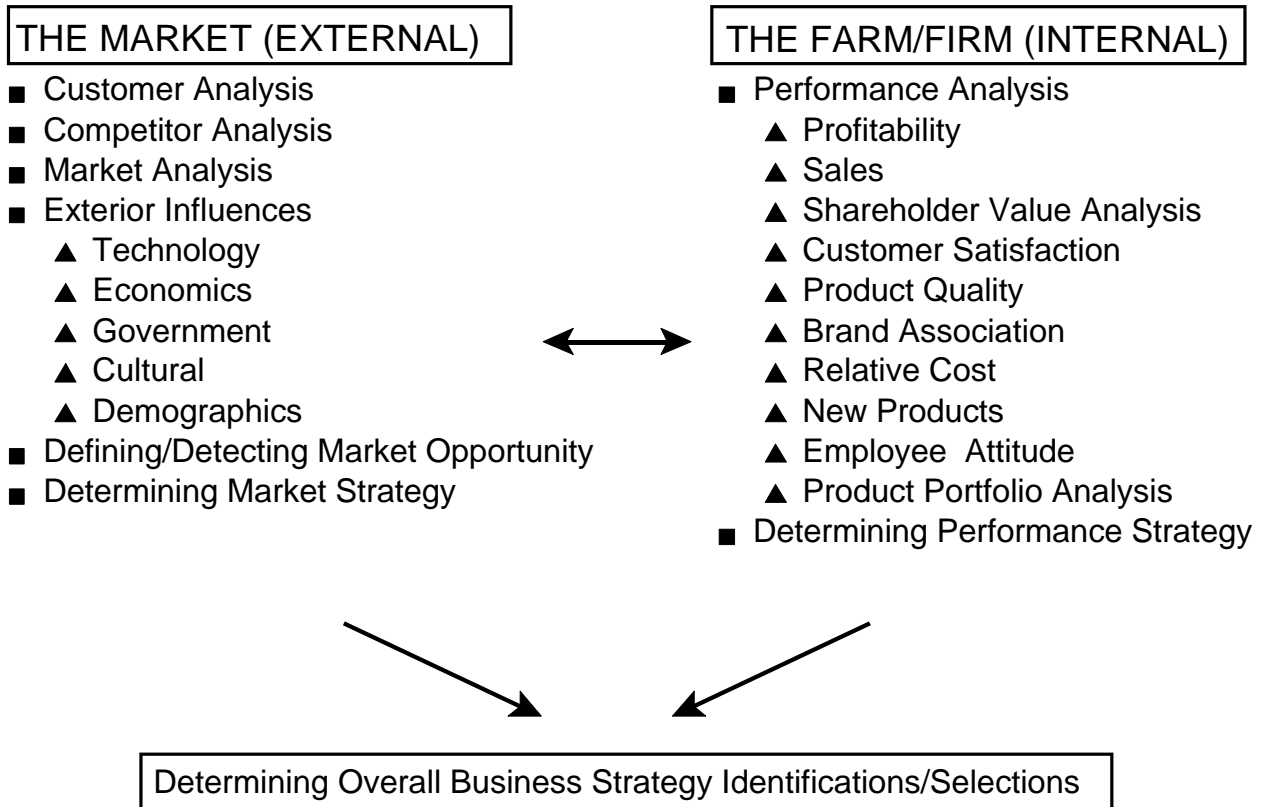 THE MARKET (EXTERNAL)
■ Customer Analysis
■ Competitor Analysis
■ Market Analysis
■ Exterior Influences
▲ Technology
▲ Economics
▲ Government
▲ Cultural
▲ Demographics
■ Defining/Detecting Market Opportunity
■ Determining Market Strategy
THE FARM/FIRM (INTERNAL)
■ Performance Analysis
▲ Profitability
▲ Sales
▲ Shareholder Value Analysis
▲ Customer Satisfaction
▲ Product Quality
▲ Brand Association
▲ Relative Cost
▲ New Products
▲ Employee Attitude
▲ Product Portfolio Analysis
■ Determining Performance Strategy
Determining Overall Business Strategy Identifications/Selections